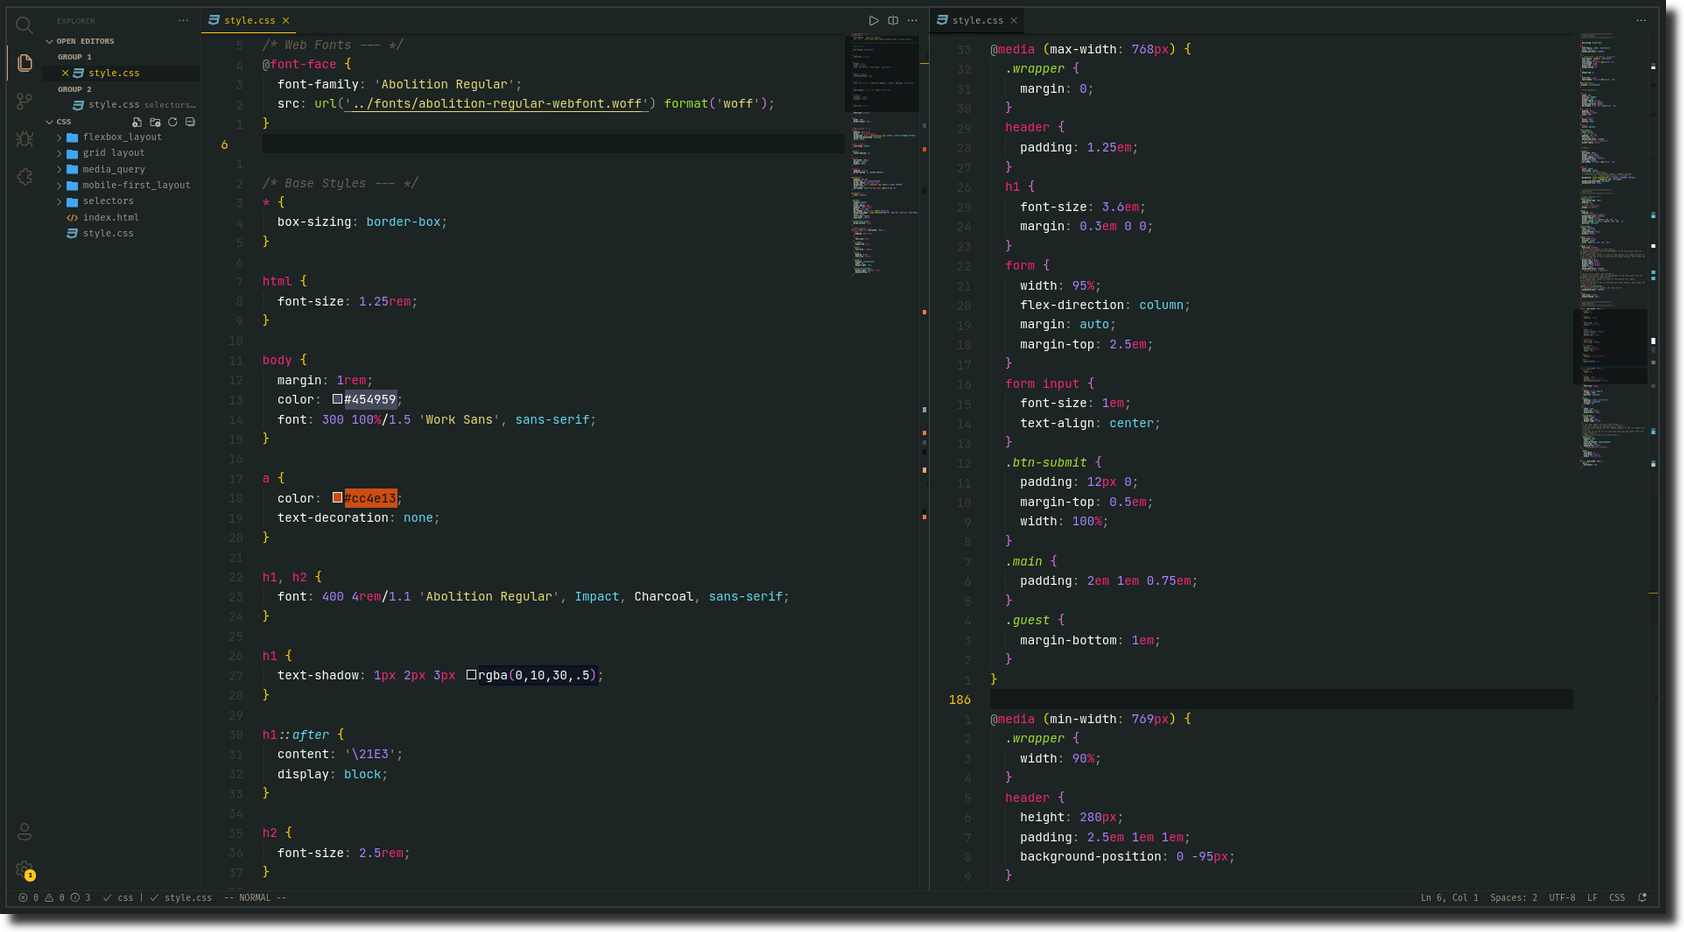 EXPLORER
OPEN EDITORS
GROUP 1
style.css
GROUP 2
style.css selectors...
CSS
flexbox_layout
grid layout
media_query
mobile-first_layout
selectors
index.html
style.css
1
style.css
5 /* Web Fonts --- */
4 @font-face {
3 font-family: 'Abolition Regular';
2 src: url('../fonts/abolition-regular-webfont.woff') format('woff');
1 }
6
1
2 /* Base Styles --- */
3 * {
4 box-sizing: border-box;
5 }
6
7 html {
8 font-size: 1.25rem;
9 }
10
11 body {
12 margin: 1rem;
13 color: #454959;
14 font: 300 100%/1.5 'Work Sans', sans-serif;
15 }
16
17 a {
18 color: #cc4e13;
19 text-decoration: none;
20 }
21
22 h1, h2 {
23 font: 400 4rem/1.1 'Abolition Regular', Impact, Charcoal, sans-serif;
24 }
25
26 h1 {
27 text-shadow: 1px 2px 3px rgba(0,10,30,.5);
28 }
29
30 h1::after {
31 content: '\21E3';
32 display: block;
33 }
34
35 h2 {
36 font-size: 2.5rem;
37 }
style.css
33 @media (max-width: 768px) {
32 .wrapper {
31 margin: 0;
30 }
29 header {
28 padding: 1.25em;
27 }
26 h1 {
25 font-size: 3.6em;
24 margin: 0.3em 0 0;
23 }
22 form {
21 width: 95%;
20 flex-direction: column;
19 margin: auto;
18 margin-top: 2.5em;
17 }
16 form input {
15 font-size: 1em;
14 text-align: center;
13 }
12 .btn-submit {
11 padding: 12px 0;
10 margin-top: 0.5em;
9 width: 100%;
8 }
7 .main {
6 padding: 2em 1em 0.75em;
5 }
4 .guest {
3 margin-bottom: 1em;
2 }
1 }
186
1 @media (min-width: 769px) {
2 .wrapper {
3 width: 90%;
4 }
5 header {
6 height: 280px;
7 padding: 2.5em 1em 1em;
8 background-position: 0 -95px;
9 }
0 0 3 css | style.css -- NORMAL --
Ln 6, Col 1 Spaces: 2 UTF-8 LF CSS